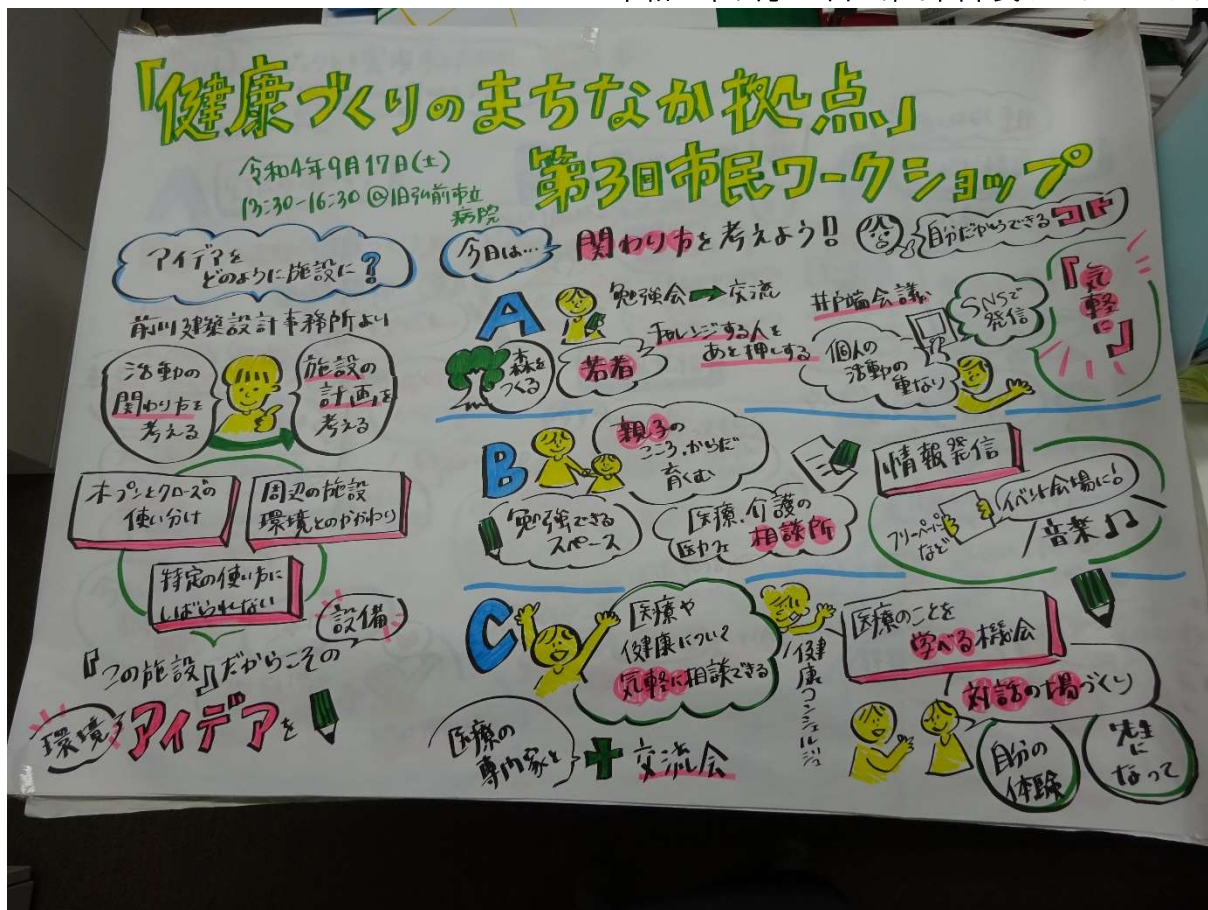 「健康づくりのまちなか拠点」
第3回市民ワークショップ
令和4年9月17日(土)
13:30-16:30@旧弘前市立
病院
アイデアを
どのように施設に?
前川建築設計事務所より
活動の
関わり方を
考える
施設の
計画を
考える
オープンとクローズの
使い分け
周辺の施設
環境とのかかわり
特定の使い方に
しばられない
設備
『この施設』だからこその
環境
アイデアを
今日は…
関わり方を考えよう!!
自分だからできるコト
『気軽に』
A
勉強会
交流
森を
つくる
若者
チャレンジする人を
あと押しする
井戸端会議
個人の
活動の
重なり
SNSで
発信
B
親子の
こころ、からだ
育くむ
勉強できる
スペース
医療、介護の
医カフェ
相談所
情報発信
フリーペーパー
など
イベント会場に!
音楽♪♫
C
医療や
健康について
気軽に相談できる
健康コンシェルジュ
医療の
専門家と
+
交流会
医療のことを
学べる機会
対話の場づくり
自分の
体験
先生に
なって